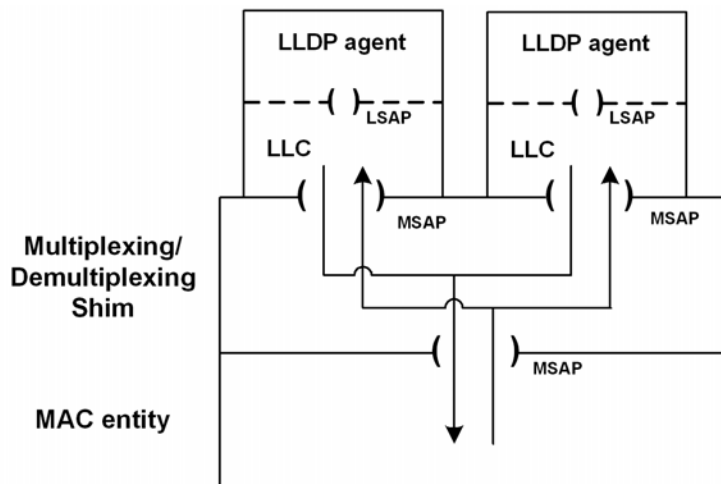 LLDP agent
LLDP agent
LSAP
LSAP
LLC
LLC
MSAP
MSAP
Multiplexing/
Demultiplexing
Shim
MSAP
MAC entity